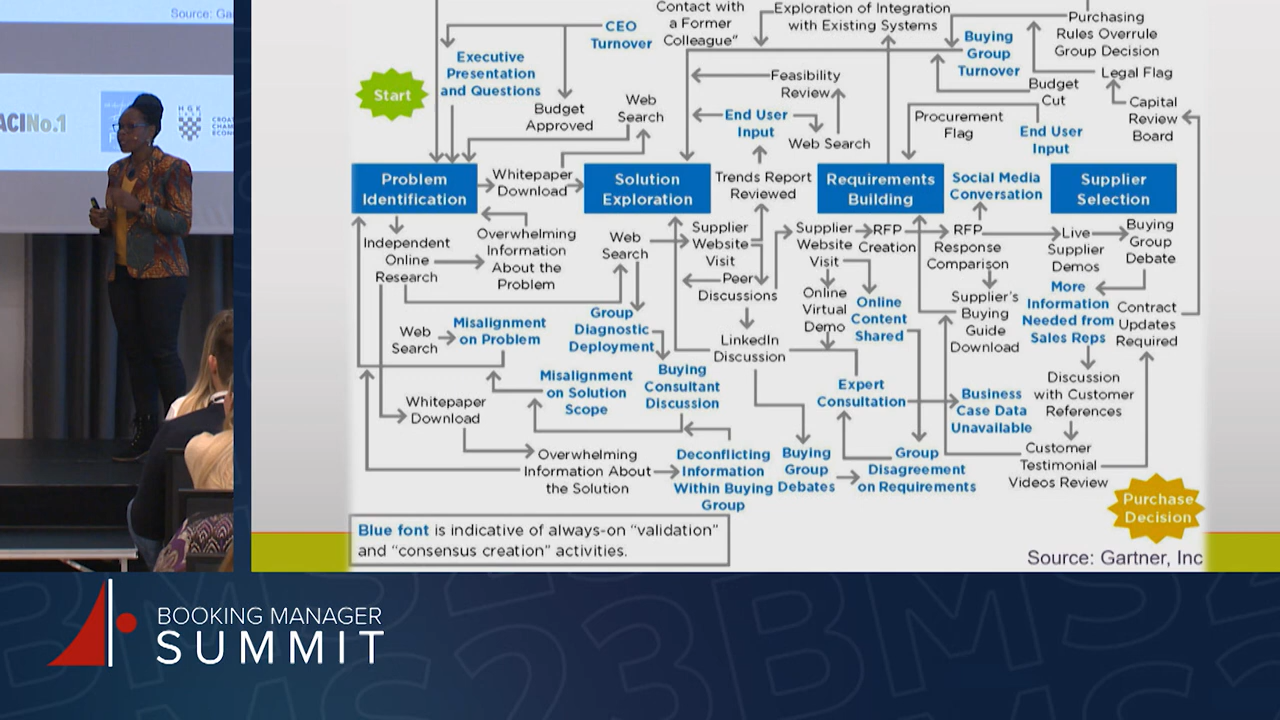 Source: Ga
ACINo.1
H G K
CROA
CHAM
ECONO
Contact with
a Former
Colleague"
Exploration of Integration
with Existing Systems
Purchasing
Rules Overrule
Group Decision
CEO
Turnover
Buying
Group
Turnover
Executive
Presentation
and Questions
Feasibility
Review
Legal Flag
Budget
Cut
Start
Web
Search
Budget
Approved
End User
Input
Web Search
Procurement
Flag
End User
Input
Capital
Review
Board
Problem
Identification
Whitepaper
Download
Solution
Exploration
Trends Report
Reviewed
Requirements
Building
Social Media
Conversation
Supplier
Selection
Independent
Online
Research
Overwhelming
Information
About the
Problem
Web
Search
Supplier
Website
Visit
Peer
Discussions
Supplier
Website
Visit
RFP
Creation
RFP
Response
Comparison
Live
Supplier
Demos
Buying
Group
Debate
Online
Virtual
Demo
Online
Content
Shared
Supplier's
Buying
Guide
Download
More
Information
Needed from
Sales Reps
Contract
Updates
Required
Web
Search
Misalignment
on Problem
Group
Diagnostic
Deployment
LinkedIn
Discussion
Misalignment
on Solution
Scope
Buying
Consultant
Discussion
Expert
Consultation
Business
Case Data
Unavailable
Discussion
with Customer
References
Whitepaper
Download
Overwhelming
Information About
the Solution
Deconflicting
Information
Within Buying
Group
Buying
Group
Debates
Group
Disagreement
on Requirements
Customer
Testimonial
Videos Review
Purchase
Decision
Blue font is indicative of always-on "validation"
and "consensus creation" activities.
Source: Gartner, Inc
BOOKING MANAGER
SUMMIT
BMS23